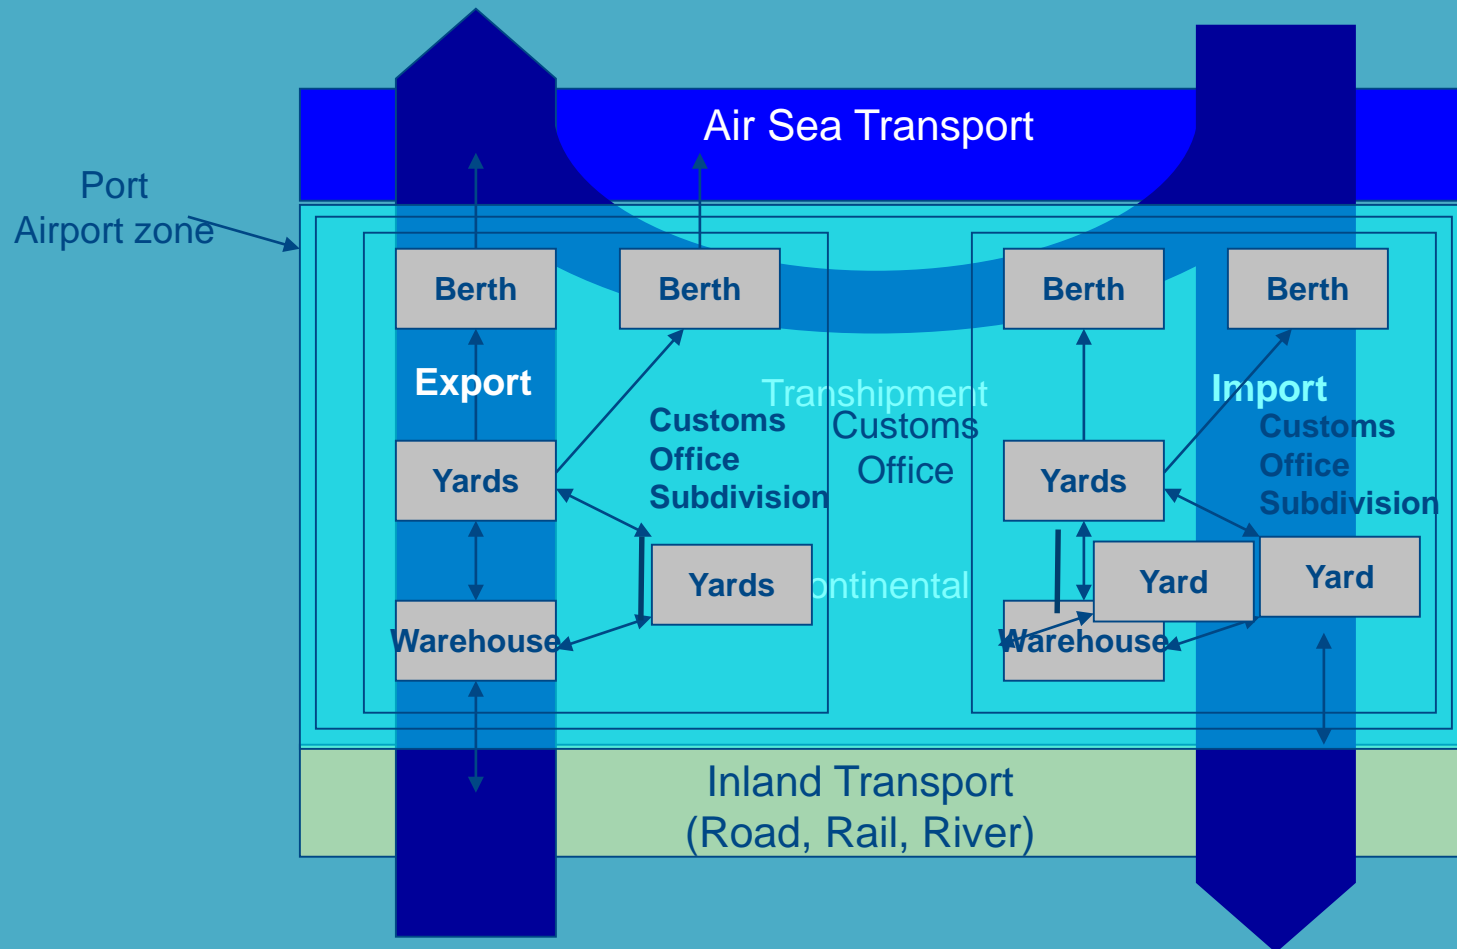 Air Sea Transport
Port
Airport zone
Berth
Berth
Berth
Berth
Export
Transhipment
Import
Customs
Office
Subdivision
Customs
Office
Customs
Office
Subdivision
Yards
Yards
Yards
ontinental
Yard
Yard
Warehouse
Warehouse
Inland Transport
(Road, Rail, River)